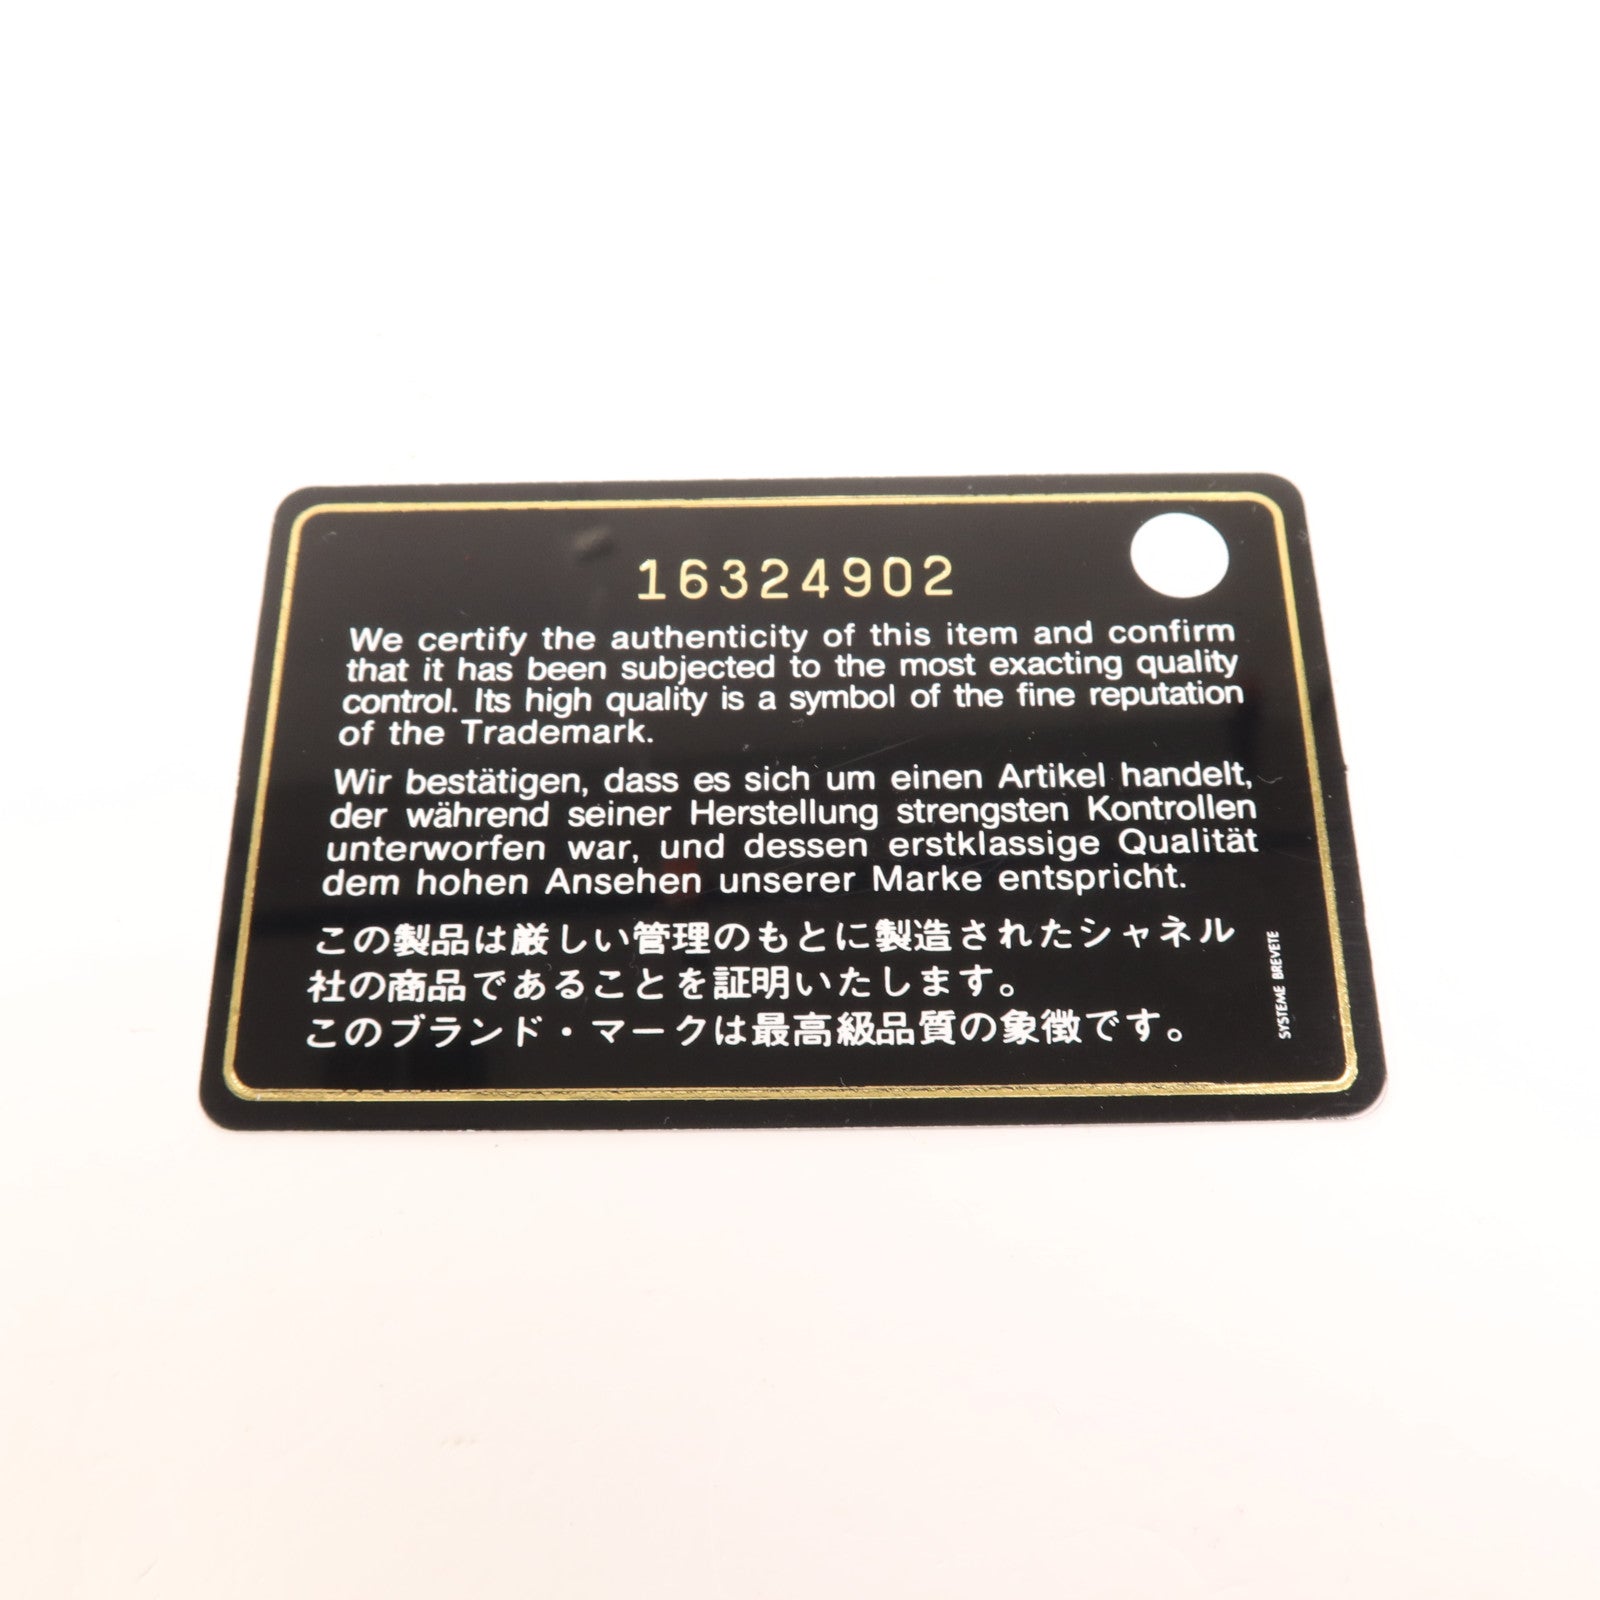 16324902
We certify the authenticity of this item and confirm
that it has been subjected to the most exacting quality
control. Its high quality is a symbol of the fine reputation
of the Trademark.
Wir bestätigen, dass es sich um einen Artikel handelt,
der während seiner Herstellung strengsten Kontrollen
unterworfen war, und dessen erstklassige Qualität
dem hohen Ansehen unserer Marke entspricht.
この製品は厳しい管理のもとに製造されたシャネル
社の商品であることを証明いたします。
このブランド・マークは最高級品質の象徴です。
SYSTEME BREVETE